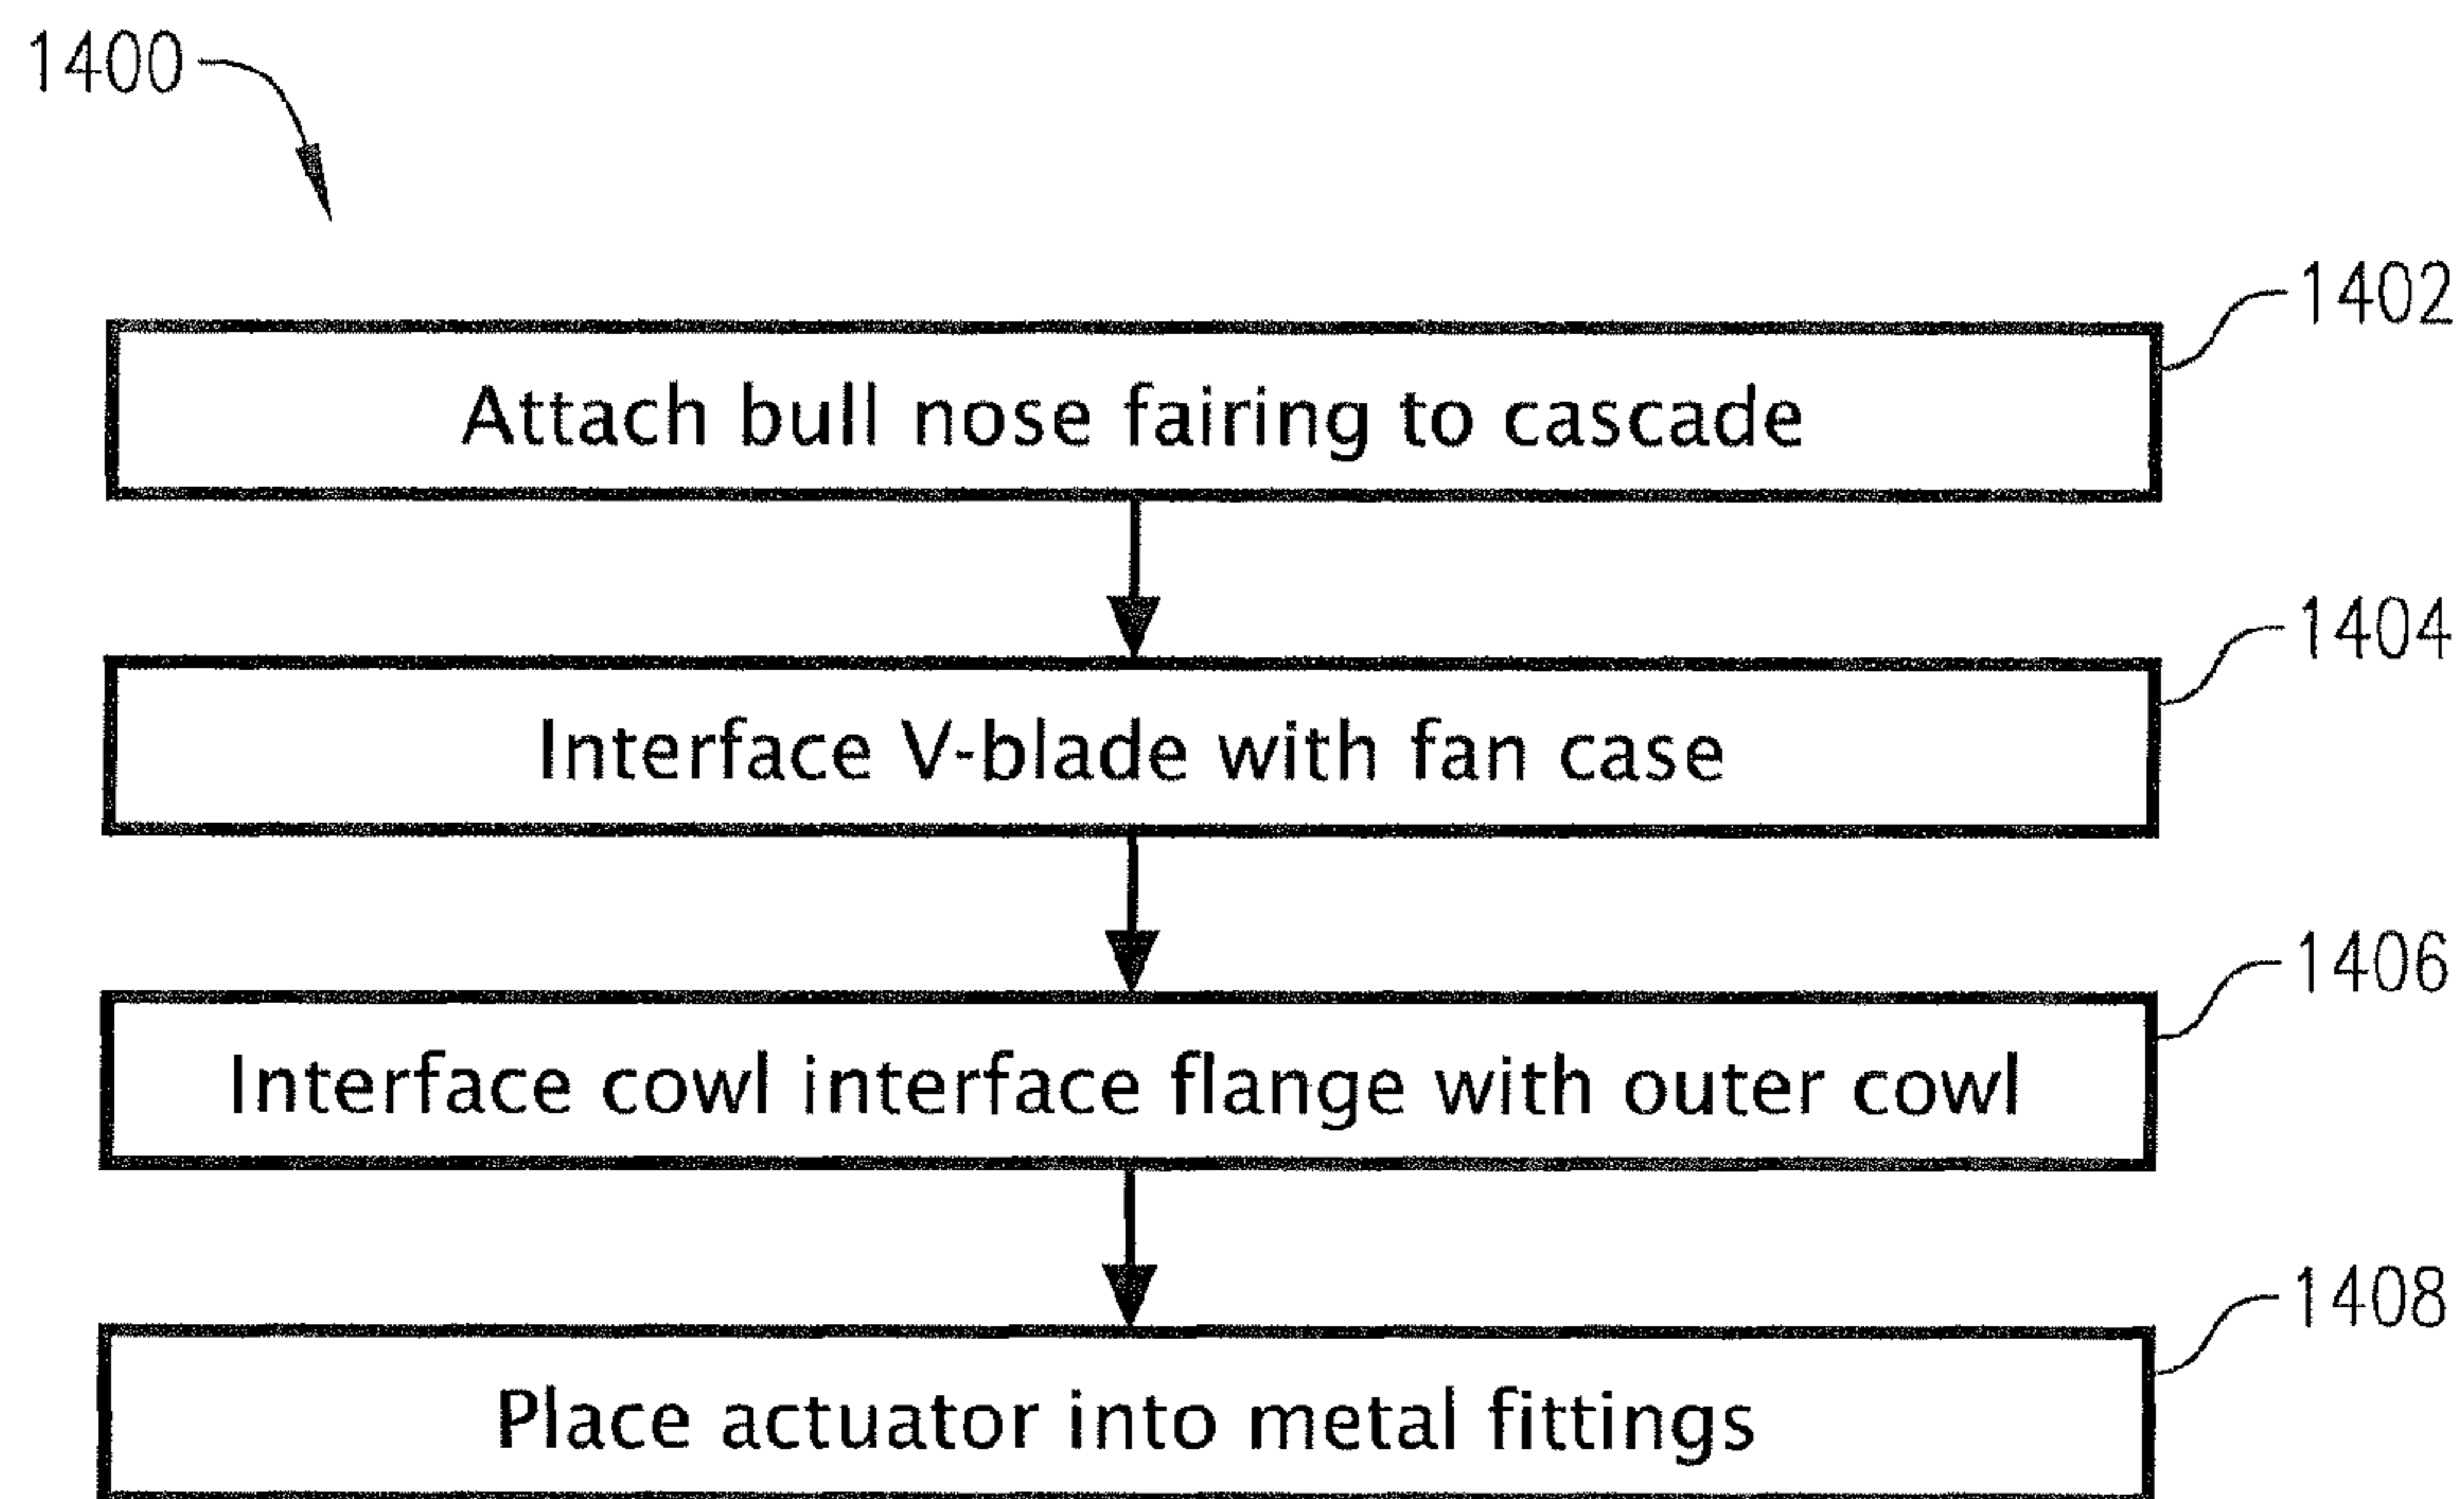 1400
1402
Attach bull nose fairing to cascade
1404
Interface V-blade with fan case
1406
Interface cowl interface flange with outer cowl
1408
Place actuator into metal fittings